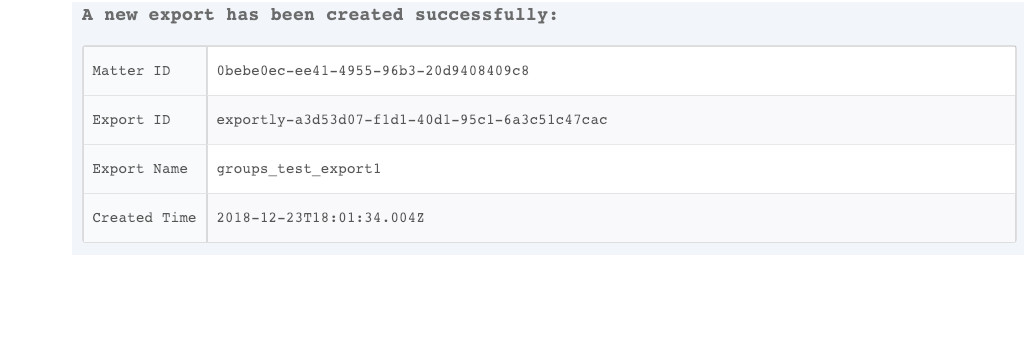 A new export has been created successfully:
Matter ID 0bebe0ec-ee41-4955-96b3-20d9408409c8
Export ID exportly-a3d53d07-f1d1-40d1-95c1-6a3c51c47cac
Export Name groups_test_export1
Created Time 2018-12-23T18:01:34.004Z